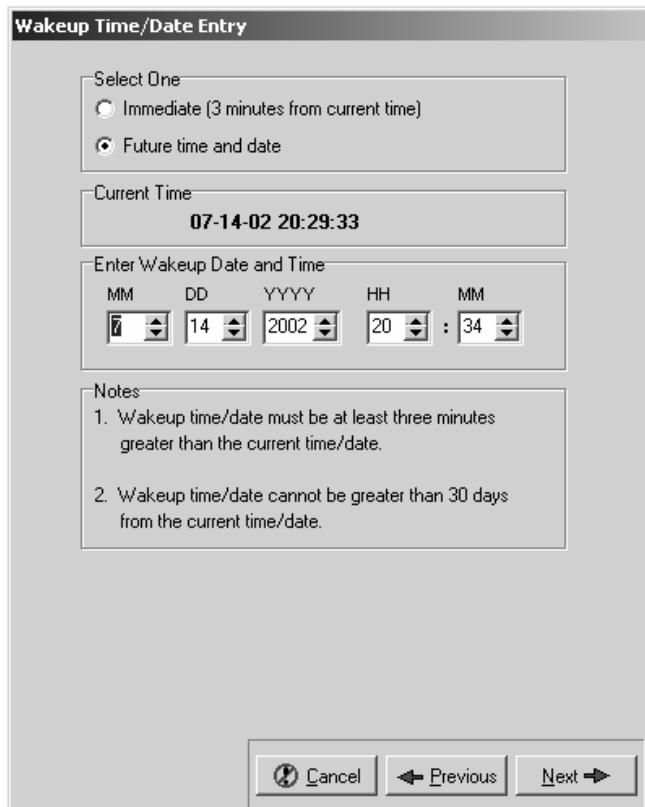 Wakeup Time/Date Entry
Select One
Immediate (3 minutes from current time)
Future time and date
Current Time
07-14-02 20:29:33
Enter Wakeup Date and Time
MM DD YYYY HH MM
7 14 2002 20 : 34
Notes
1. Wakeup time/date must be at least three minutes
greater than the current time/date.
2. Wakeup time/date cannot be greater than 30 days
from the current time/date.
Cancel Previous Next